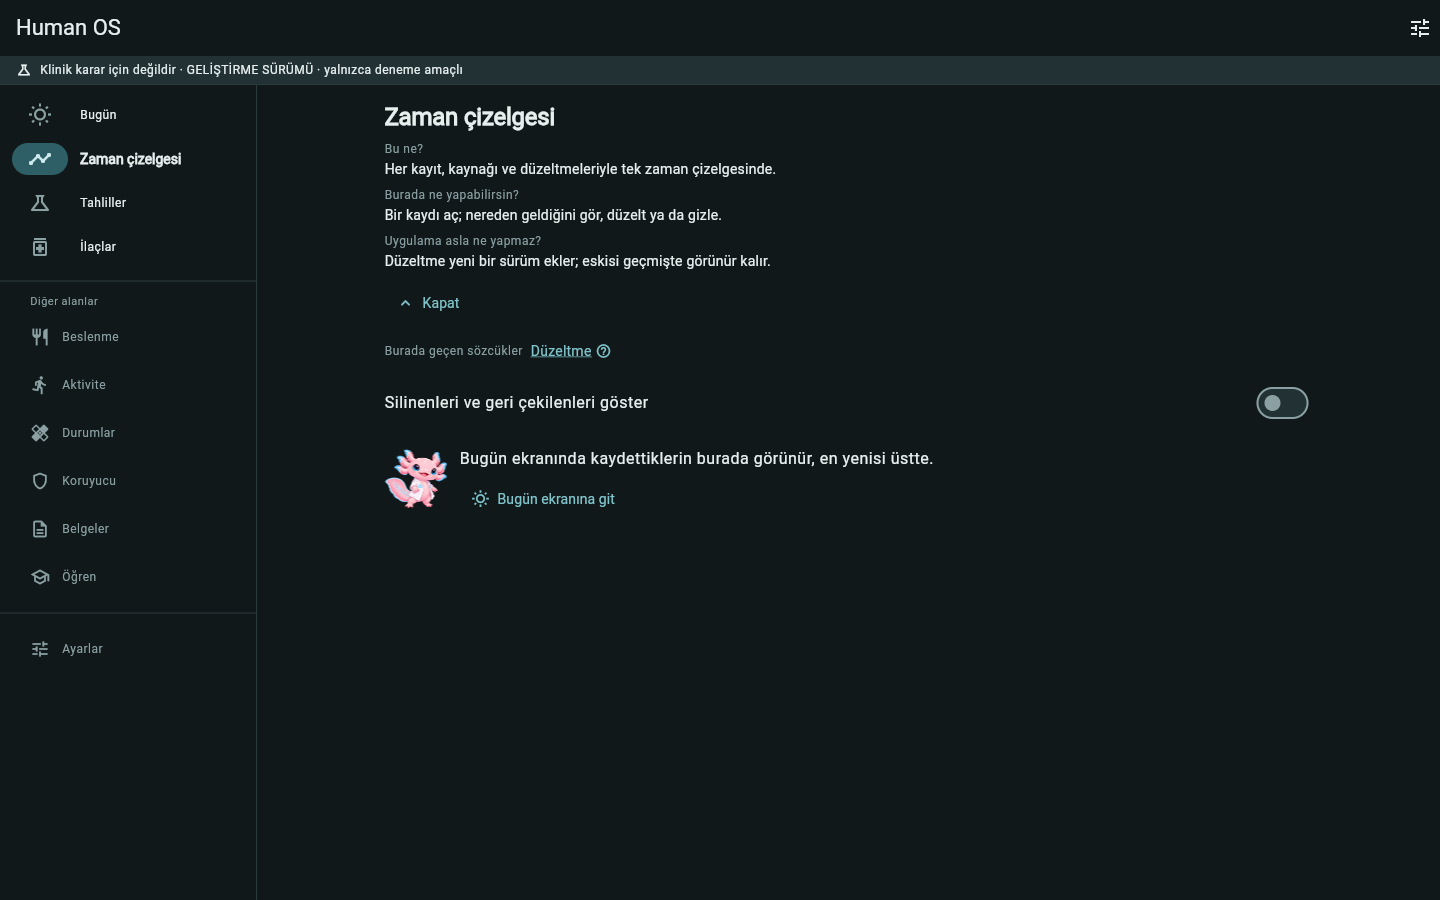 Human OS
Klinik karar için değildir · GELİŞTİRME SÜRÜMÜ · yalnızca deneme amaçlı
Bugün
Zaman çizelgesi
Tahliller
İlaçlar
Diğer alanlar
Beslenme
Aktivite
Durumlar
Koruyucu
Belgeler
Öğren
Ayarlar
Zaman çizelgesi
Bu ne?
Her kayıt, kaynağı ve düzeltmeleriyle tek zaman çizelgesinde.
Burada ne yapabilirsin?
Bir kaydı aç; nereden geldiğini gör, düzelt ya da gizle.
Uygulama asla ne yapmaz?
Düzeltme yeni bir sürüm ekler; eskisi geçmişte görünür kalır.
Kapat
Burada geçen sözcükler Düzeltme
Silinenleri ve geri çekilenleri göster
Bugün ekranında kaydettiklerin burada görünür, en yenisi üstte.
Bugün ekranına git